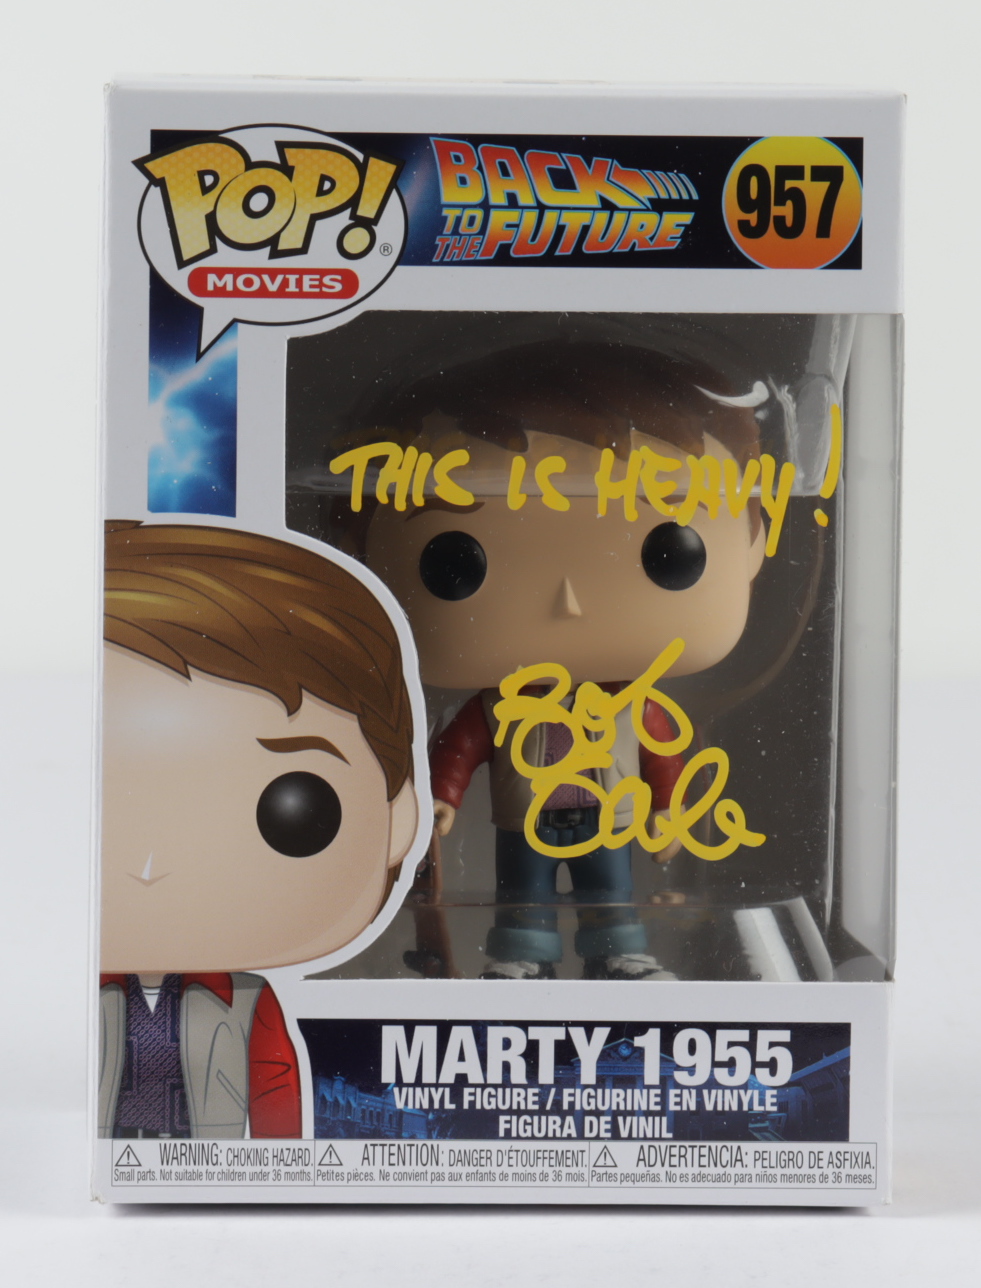 POP!®
MOVIES
BACK
TO THE FUTURE
957
THIS IS HEAVY!
Bob
Gale
MARTY 1955
VINYL FIGURE / FIGURINE EN VINYLE
FIGURA DE VINIL
WARNING: CHOKING HAZARD.
Small parts. Not suitable for children under 36 months.
ATTENTION: DANGER D'ÉTOUFFEMENT.
Petites pièces. Ne convient pas aux enfants de moins de 36 mois.
ADVERTENCIA: PELIGRO DE ASFIXIA.
Partes pequeñas. No es adecuado para niños menores de 36 meses.